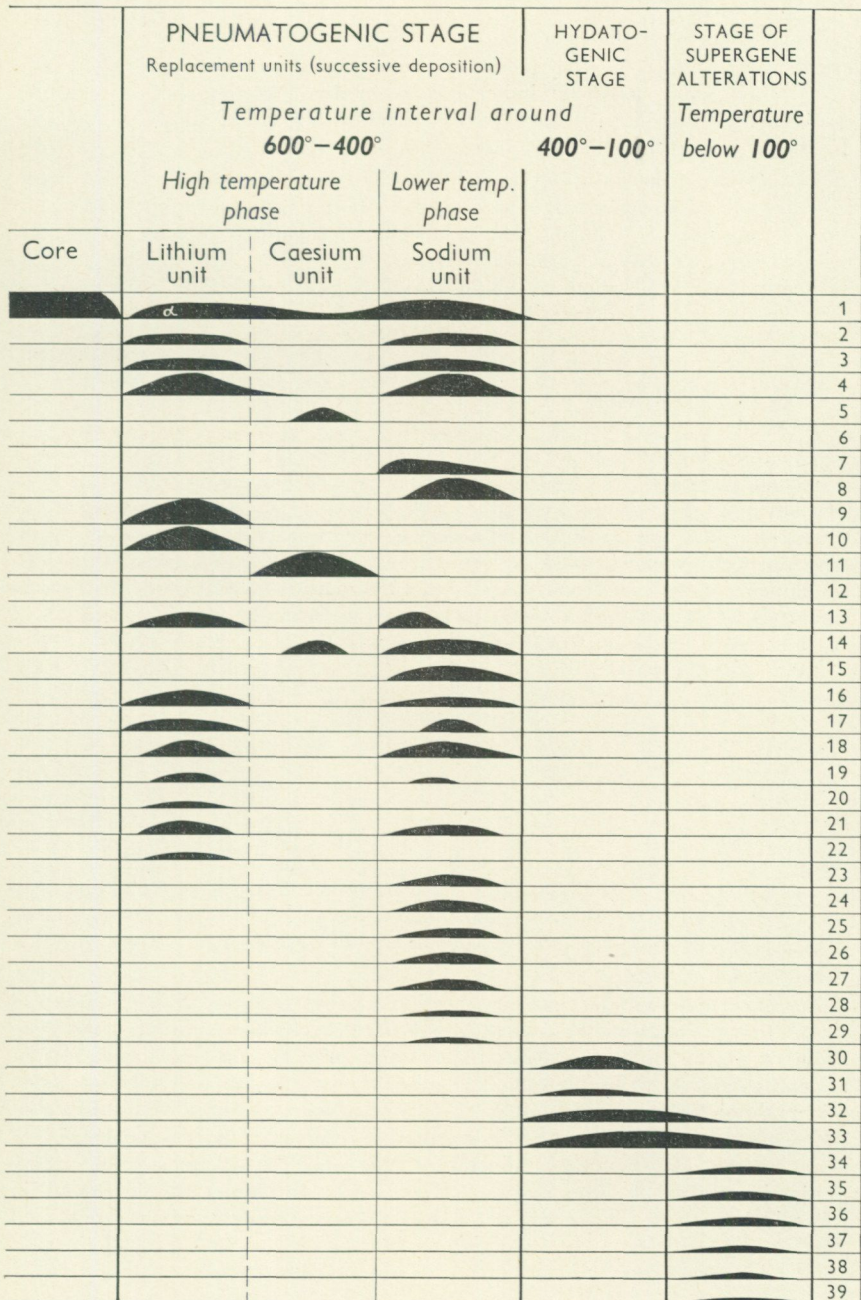 PNEUMATOGENIC STAGE
Replacement units (successive deposition)
HYDATO-
GENIC
STAGE
STAGE OF
SUPERGENE
ALTERATIONS
Temperature interval around
600°–400°
400°–100°
Temperature
below 100°
High temperature
phase
Lower temp.
phase
Core
Lithium
unit
Caesium
unit
Sodium
unit
α
1
2
3
4
5
6
7
8
9
10
11
12
13
14
15
16
17
18
19
20
21
22
23
24
25
26
27
28
29
30
31
32
33
34
35
36
37
38
39